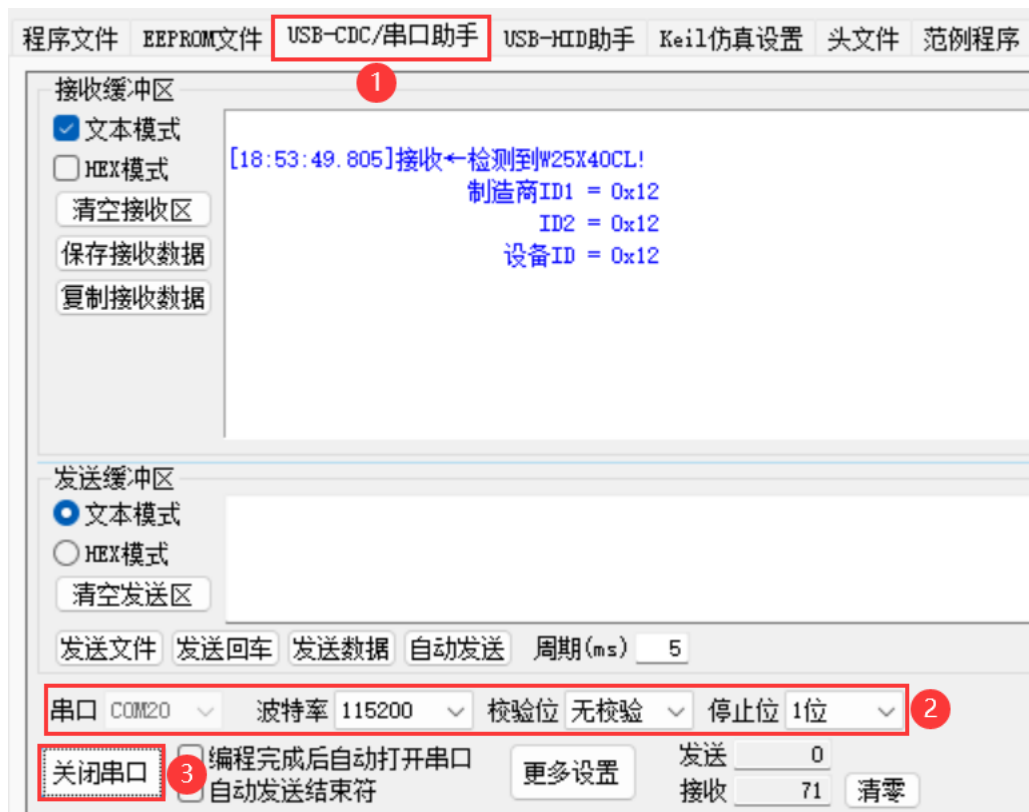 程序文件 EEPROM文件 USB-CDC/串口助手 USB-HID助手 Keil仿真设置 头文件 范例程序
1
接收缓冲区
文本模式
HEX模式
清空接收区
保存接收数据
复制接收数据
[18:53:49.805]接收←检测到W25X40CL!
制造商ID1 = 0x12
ID2 = 0x12
设备ID = 0x12
发送缓冲区
文本模式
HEX模式
清空发送区
发送文件 发送回车 发送数据 自动发送 周期(ms) 5
串口 COM20 波特率 115200 校验位 无校验 停止位 1位 2
关闭串口 3 编程完成后自动打开串口 更多设置 发送 0
自动发送结束符 接收 71 清零